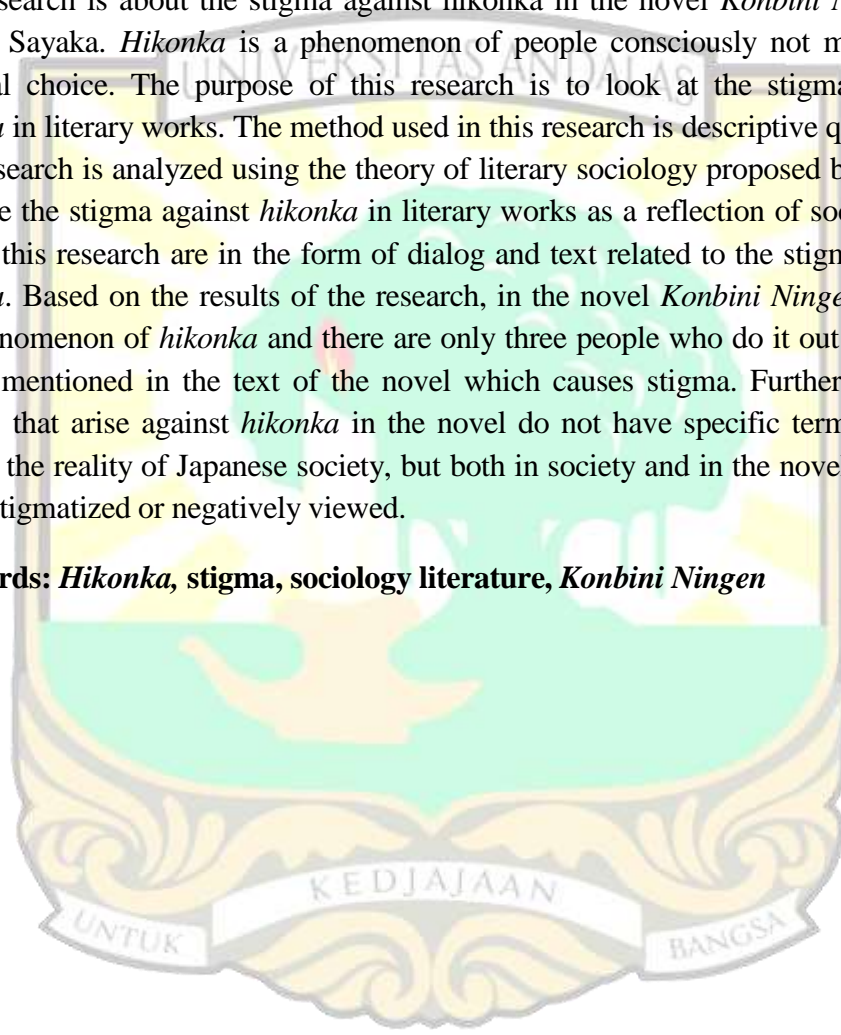 search is about the stigma against hikonka in the novel Konbini N
Sayaka. Hikonka is a phenomenon of people consciously not m
al choice. The purpose of this research is to look at the stigma
a in literary works. The method used in this research is descriptive q
search is analyzed using the theory of literary sociology proposed b
e the stigma against hikonka in literary works as a reflection of soc
this research are in the form of dialog and text related to the stign
a. Based on the results of the research, in the novel Konbini Ninge
nomenon of hikonka and there are only three people who do it out
mentioned in the text of the novel which causes stigma. Further
that arise against hikonka in the novel do not have specific term
the reality of Japanese society, but both in society and in the novel
tigmatized or negatively viewed.
rds: Hikonka, stigma, sociology literature, Konbini Ningen
UNIVERSITAS ANDALAS
UNTUK KEDJAJAAN BANGSA